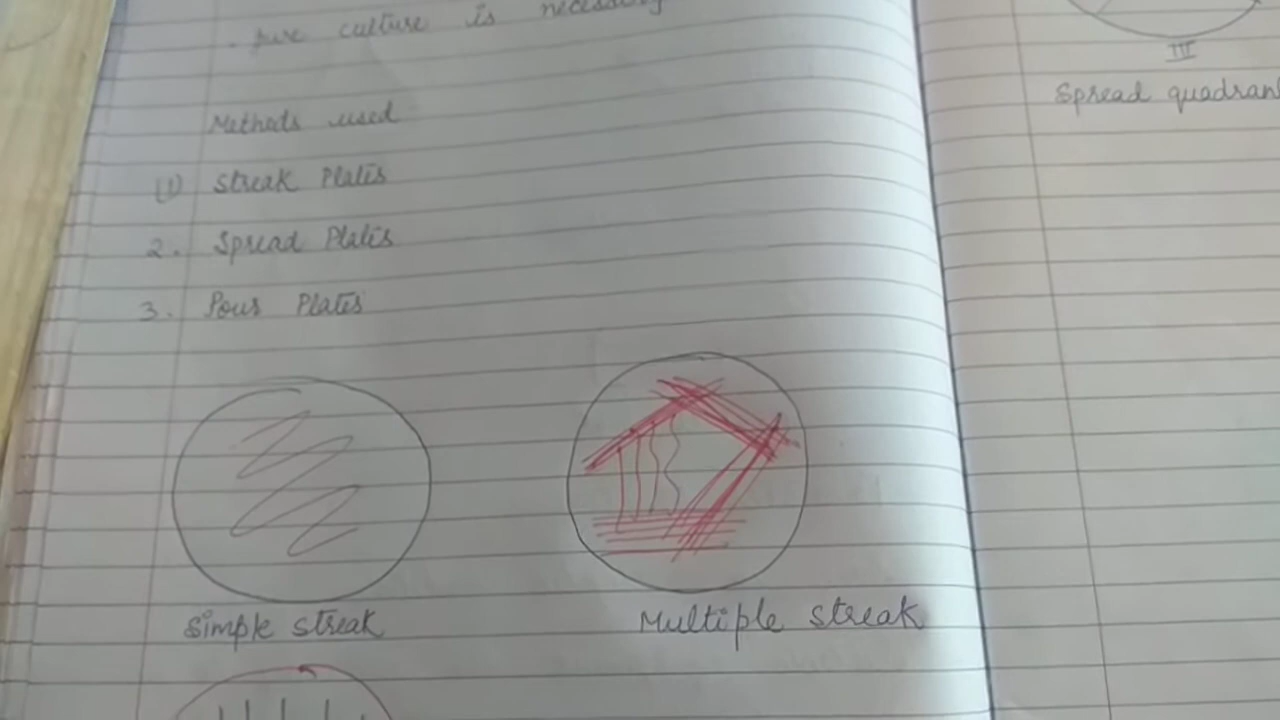 . pure culture is necessary
Methods used
(1) Streak Plates
2. Spread Plates
3. Pour Plates
Simple streak
Multiple streak
III
Spread quadran